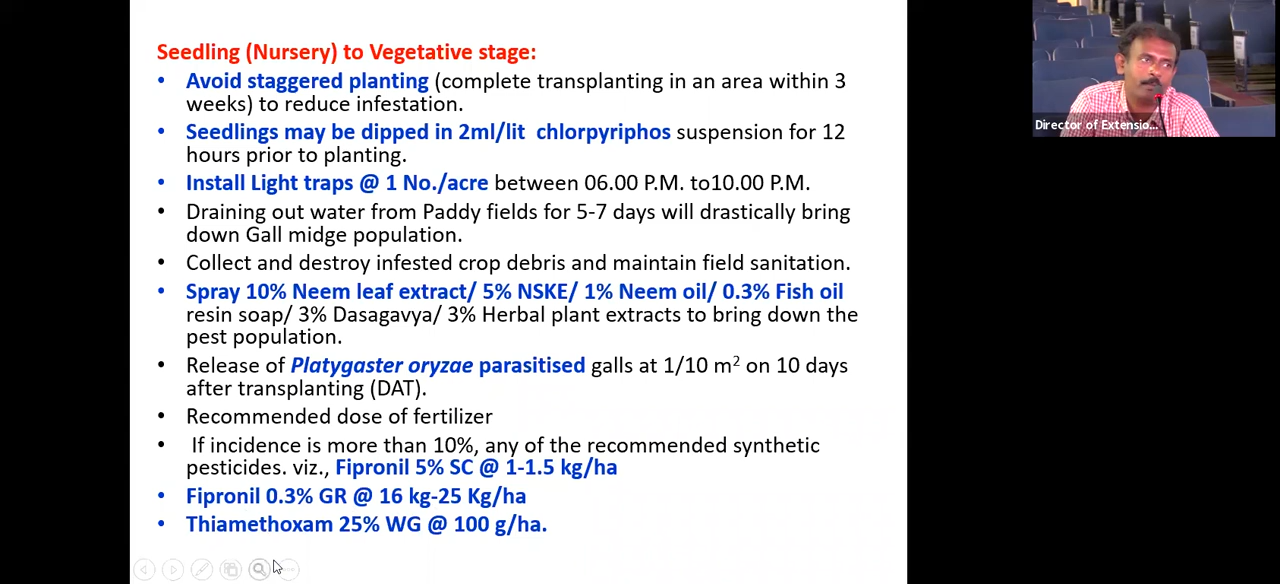 Seedling (Nursery) to Vegetative stage:
• Avoid staggered planting (complete transplanting in an area within 3
weeks) to reduce infestation.
• Seedlings may be dipped in 2ml/lit chlorpyriphos suspension for 12
hours prior to planting.
• Install Light traps @ 1 No./acre between 06.00 P.M. to10.00 P.M.
• Draining out water from Paddy fields for 5-7 days will drastically bring
down Gall midge population.
• Collect and destroy infested crop debris and maintain field sanitation.
• Spray 10% Neem leaf extract/ 5% NSKE/ 1% Neem oil/ 0.3% Fish oil
resin soap/ 3% Dasagavya/ 3% Herbal plant extracts to bring down the
pest population.
• Release of Platygaster oryzae parasitised galls at 1/10 m² on 10 days
after transplanting (DAT).
• Recommended dose of fertilizer
• If incidence is more than 10%, any of the recommended synthetic
pesticides. viz., Fipronil 5% SC @ 1-1.5 kg/ha
• Fipronil 0.3% GR @ 16 kg-25 Kg/ha
• Thiamethoxam 25% WG @ 100 g/ha.
Director of Extensio...